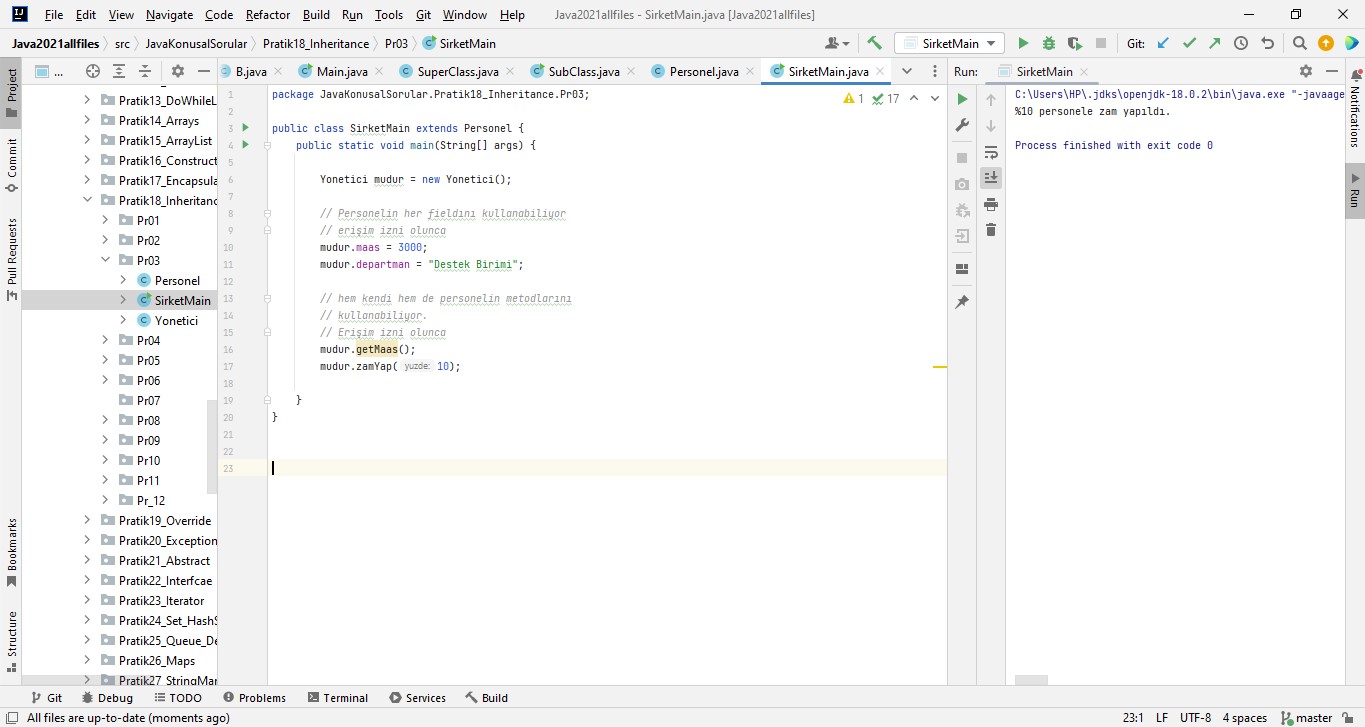 File Edit View Navigate Code Refactor Build Run Tools Git Window Help Java2021allfiles - SirketMain.java [Java2021allfiles]
Java2021allfiles src JavaKonusalSorular Pratik18_Inheritance Pr03 SirketMain SirketMain Git:
... B.java Main.java SuperClass.java SubClass.java Personel.java SirketMain.java Run: SirketMain
Project
Commit
Pull Requests
Bookmarks
Structure
Pratik13_DoWhileL
Pratik14_Arrays
Pratik15_ArrayList
Pratik16_Construct
Pratik17_Encapsula
Pratik18_Inheritanc
Pr01
Pr02
Pr03
Personel
SirketMain
Yonetici
Pr04
Pr05
Pr06
Pr07
Pr08
Pr09
Pr10
Pr11
Pr_12
Pratik19_Override
Pratik20_Exception
Pratik21_Abstract
Pratik22_Interfcae
Pratik23_Iterator
Pratik24_Set_HashS
Pratik25_Queue_De
Pratik26_Maps
Pratik27_StringMar
1 package JavaKonusalSorular.Pratik18_Inheritance.Pr03; 1 17
2
3 public class SirketMain extends Personel {
4 public static void main(String[] args) {
5
6 Yonetici mudur = new Yonetici();
7
8 // Personelin her fieldını kullanabiliyor
9 // erişim izni olunca
10 mudur.maas = 3000;
11 mudur.departman = "Destek Birimi";
12
13 // hem kendi hem de personelin metodlarını
14 // kullanabiliyor.
15 // Erişim izni olunca
16 mudur.getMaas();
17 mudur.zamYap( yuzde: 10);
18
19 }
20 }
21
22
23
C:\Users\HP\.jdks\openjdk-18.0.2\bin\java.exe "-javaage
%10 personele zam yapıldı.
Process finished with exit code 0
Notifications
Run
Git Debug TODO Problems Terminal Services Build
All files are up-to-date (moments ago) 23:1 LF UTF-8 4 spaces master